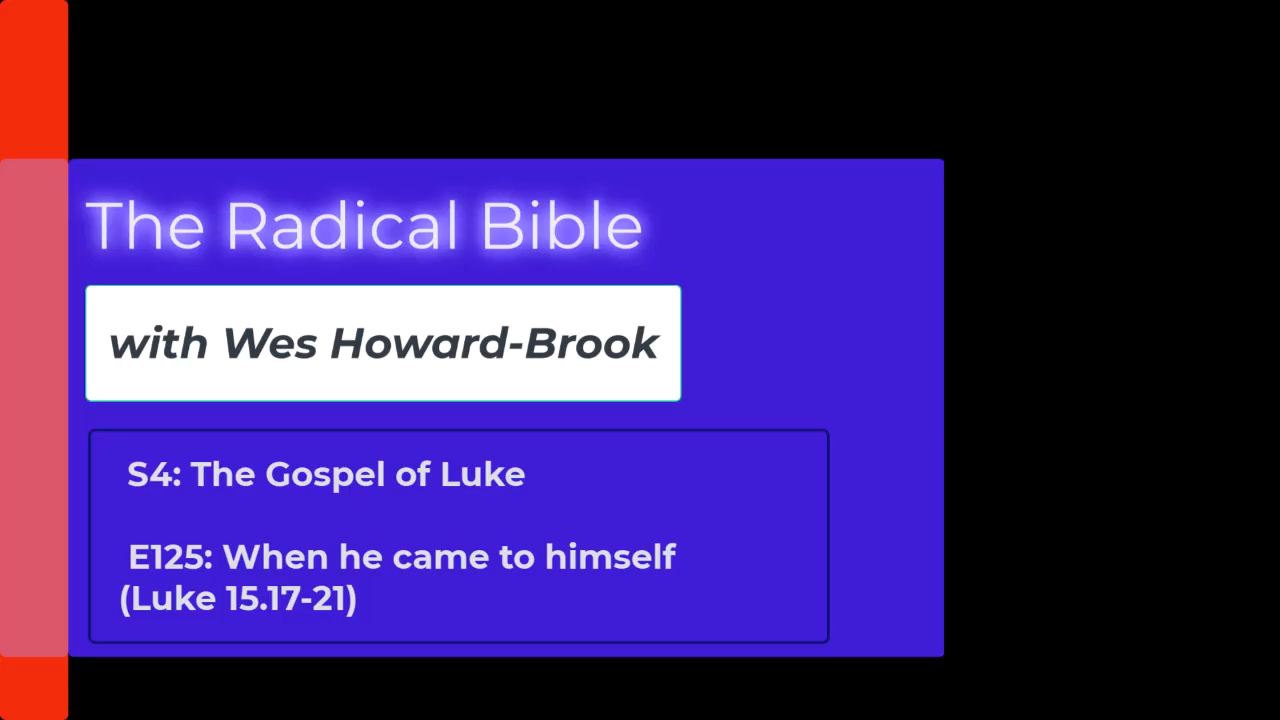 The Radical Bible
with Wes Howard-Brook
S4: The Gospel of Luke
E125: When he came to himself
(Luke 15.17-21)